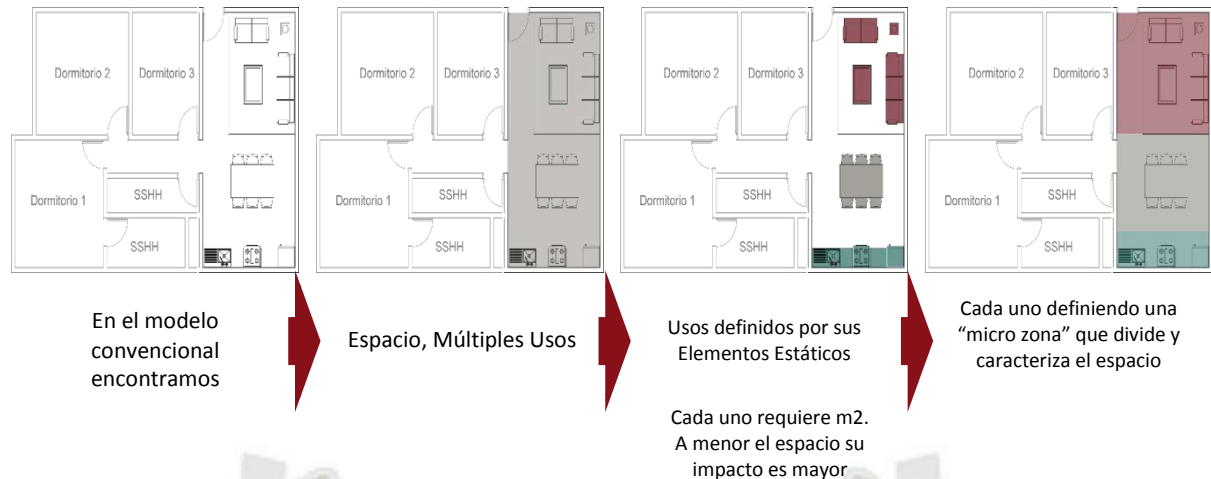 Dormitorio 2
Dormitorio 3
Dormitorio 1
SSHH
SSHH
Dormitorio 2
Dormitorio 3
Dormitorio 1
SSHH
SSHH
Dormitorio 2
Dormitorio 3
Dormitorio 1
SSHH
SSHH
Dormitorio 2
Dormitorio 3
Dormitorio 1
SSHH
SSHH
En el modelo
convencional
encontramos
Espacio, Múltiples Usos
Usos definidos por sus
Elementos Estáticos
Cada uno requiere m2.
A menor el espacio su
impacto es mayor
Cada uno definiendo una
“micro zona” que divide y
caracteriza el espacio